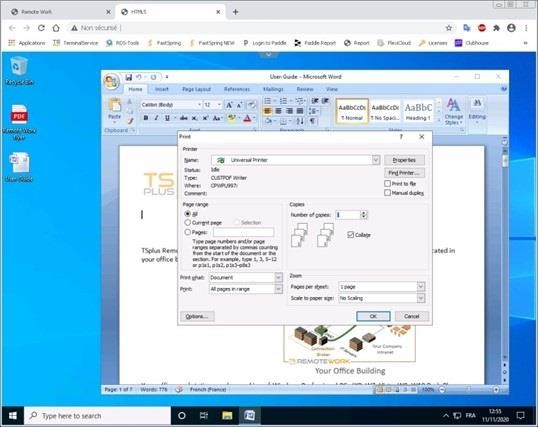 Remote Work
HTML5
Non sécurisé
Applications TerminalService RDS-Tools FastSpring FastSpring NEW Login to Paddle Paddle Report Report FlexiCloud Licenses Clubhouse
Recycle Bin
Remote Work Flyer
User-Guide
User-Guide - Microsoft Word
Home Insert Page Layout References Mailings Review View
Calibri (Body) 12
Paste
Clipboard Font Paragraph Styles
AaBbCcDc AaBbCcDc AaBbC
¶ Normal ¶ No Spaci... Heading 1
Change Styles
Editing
TS
PLUS
Print
Printer
Name: Universal Printer
Properties
Status: Idle
Type: CUSTPDF Writer
Where: CPWPU997:
Comment:
Find Printer...
Print to file
Manual duplex
Page range
All
Current page Selection
Pages:
Type page numbers and/or page
ranges separated by commas counting
from the start of the document or the
section. For example, type 1, 3, 5–12
or p1s1, p1s2, p1s3–p8s3
Copies
Number of copies: 1
Collate
Print what: Document
Print: All pages in range
Zoom
Pages per sheet: 1 page
Scale to paper size: No Scaling
Options... OK Cancel
TSplus Remo
cated in
your office b
Connection Broker
Your Company Intranet
REMOTEWORK
Your Office Building
Page: 1 of 7 Words: 776 French (France) 100%
Type here to search
FRA
12:55
11/11/2020